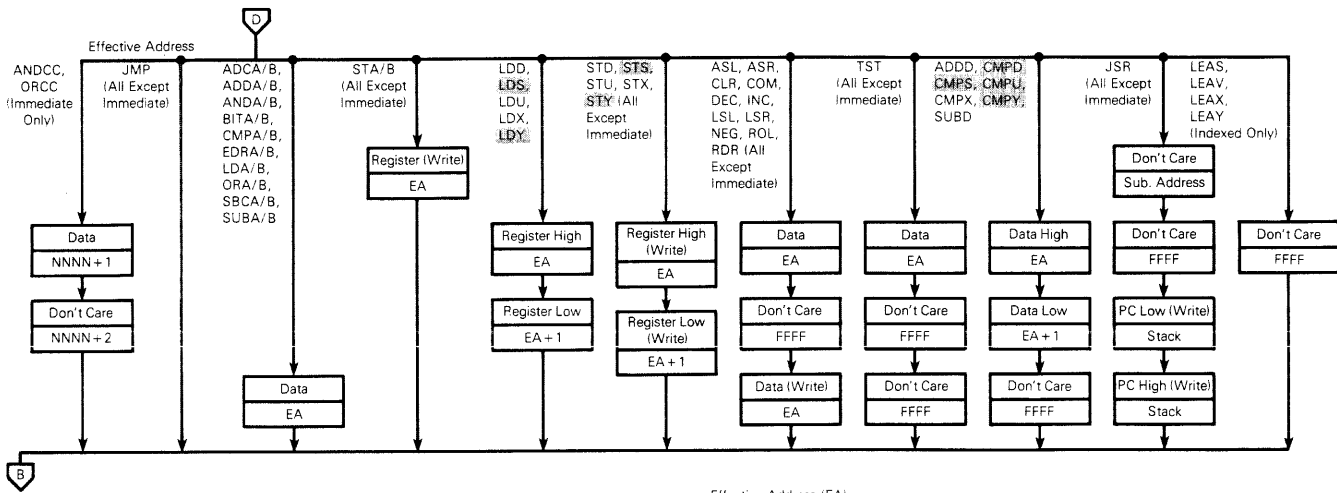 D
Effective Address
ANDCC,
ORCC
(Immediate
Only)
Data
NNNN + 1
Don't Care
NNNN + 2
JMP
(All Except
Immediate)
ADCA/B,
ADDA/B,
ANDA/B,
BITA/B,
CMPA/B,
EDRA/B,
LDA/B,
ORA/B,
SBCA/B,
SUBA/B
Data
EA
STA/B
(All Except
Immediate)
Register (Write)
EA
LDD,
LDS,
LDU,
LDX,
LDY
Register High
EA
Register Low
EA + 1
STD, STS,
STU, STX,
STY (All
Except
Immediate)
Register High
(Write)
EA
Register Low
(Write)
EA + 1
ASL, ASR,
CLR, COM,
DEC, INC,
LSL, LSR,
NEG, ROL,
RDR (All
Except
Immediate)
Data
EA
Don't Care
FFFF
Data (Write)
EA
TST
(All Except
Immediate)
Data
EA
Don't Care
FFFF
Don't Care
FFFF
ADDD, CMPD
CMPS, CMPU,
CMPX, CMPY,
SUBD
Data High
EA
Data Low
EA + 1
Don't Care
FFFF
JSR
(All Except
Immediate)
Don't Care
Sub. Address
Don't Care
FFFF
PC Low (Write)
Stack
PC High (Write)
Stack
LEAS,
LEAV,
LEAX,
LEAY
(Indexed Only)
Don't Care
FFFF
B
Effective Address (EA)